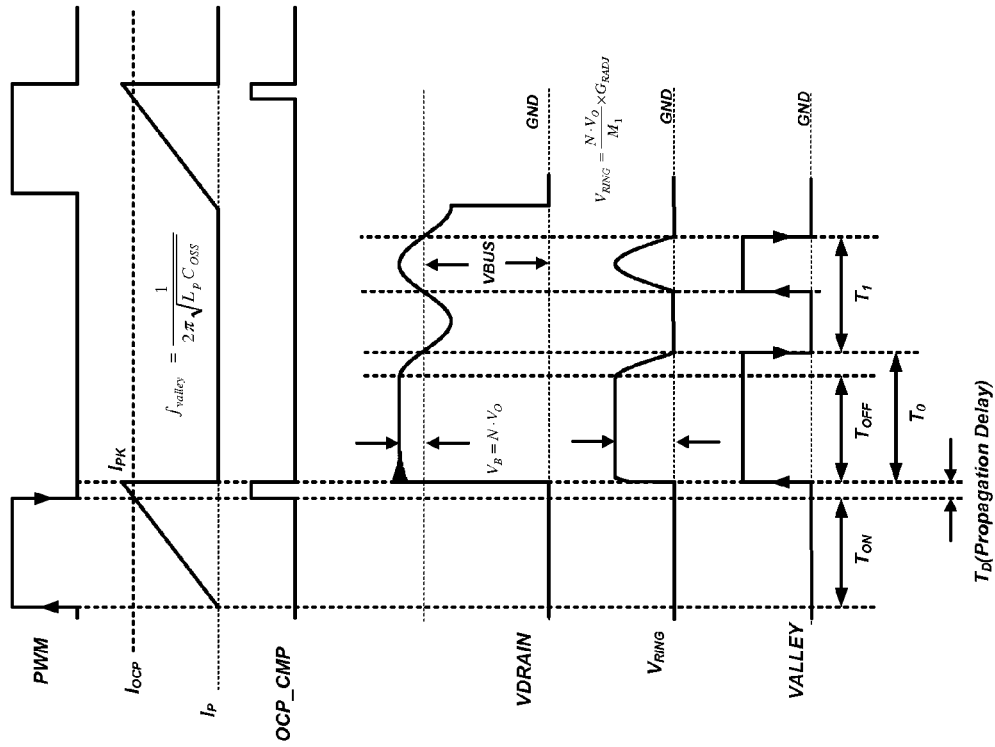 PWM
I_OCP
I_PK
I_P
f_valley = 1 / (2π√(L_p C_OSS))
OCP_CMP
V_B = N · V_O
VBUS
VDRAIN
GND
V_RING = (N · V_O / M_1) × G_RADJ
V_RING
GND
VALLEY
GND
T_ON
T_OFF
T_1
T_0
T_D(Propagation Delay)